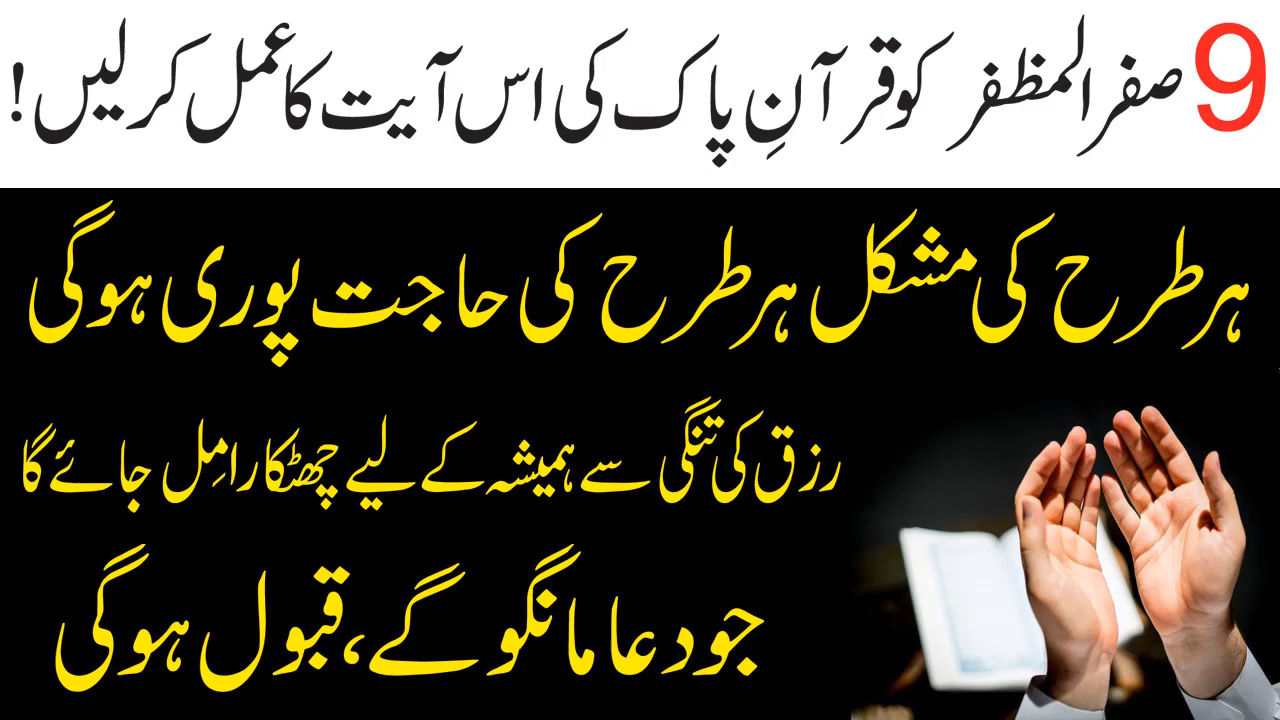 9 صفر المظفر کو قرآنِ پاک کی اس آیت کا عمل کرلیں!
ہر طرح کی مشکل ہر طرح کی حاجت پوری ہوگی
رزق کی تنگی سے ہمیشہ کے لیے چھٹکارا مِل جائے گا
جو دعا مانگو گے، قبول ہوگی